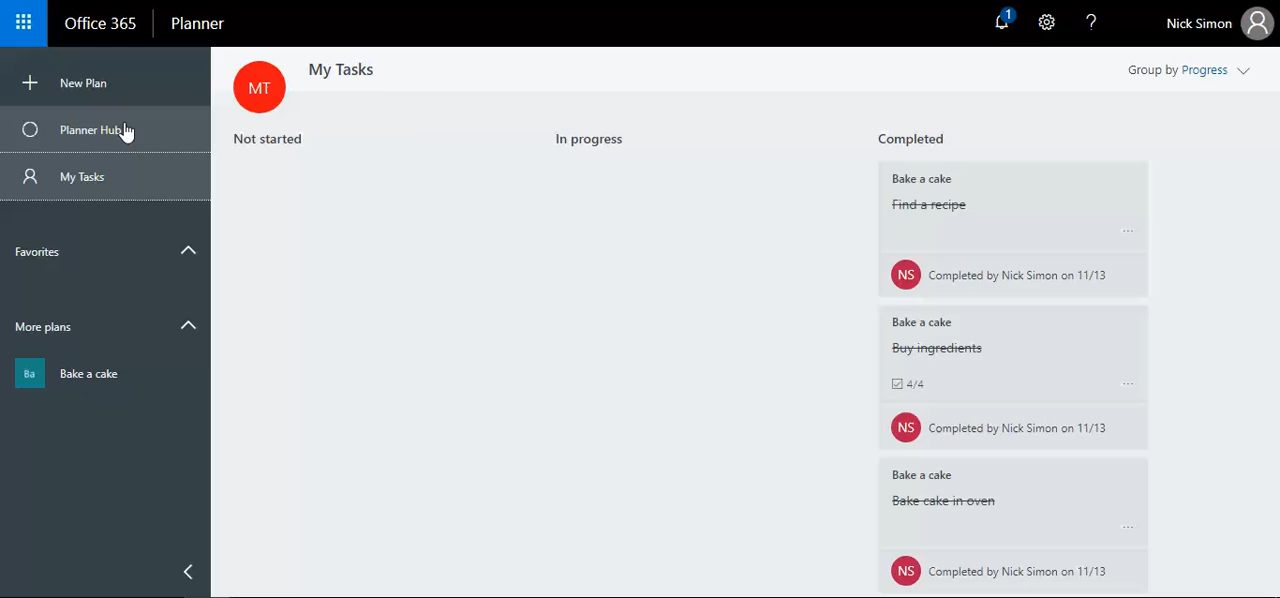 Office 365
Planner
1
Nick Simon
New Plan
Planner Hub
My Tasks
Favorites
More plans
Ba
Bake a cake
MT
My Tasks
Group by Progress
Not started
In progress
Completed
Bake a cake
Find a recipe
...
NS
Completed by Nick Simon on 11/13
Bake a cake
Buy ingredients
4/4
...
NS
Completed by Nick Simon on 11/13
Bake a cake
Bake cake in oven
...
NS
Completed by Nick Simon on 11/13